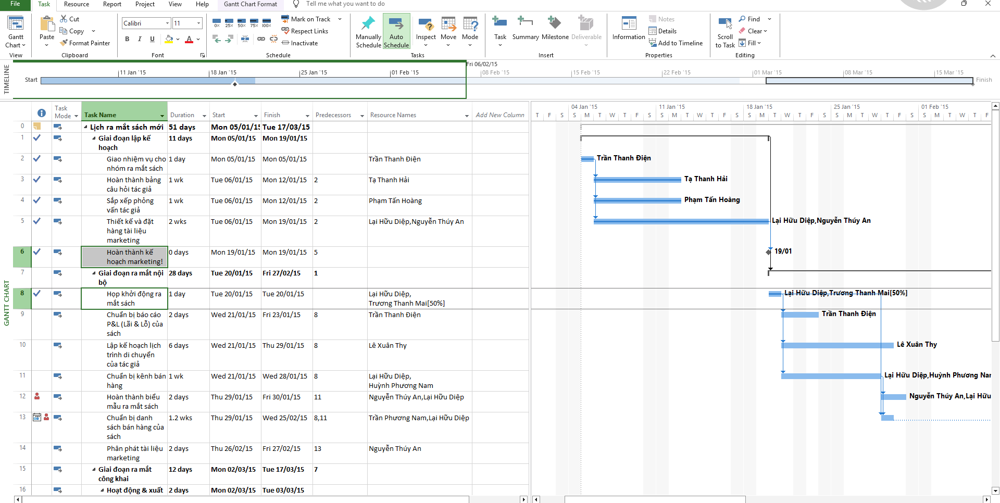 File Task Resource Report Project View Help Gantt Chart Format Tell me what you want to do
Cut
Copy
Format Painter
Paste
Gantt
Chart
Calibri 11
B I U A
0% 25% 50% 75% 100%
Mark on Track
Respect Links
Inactivate
Manually
Schedule
Auto
Schedule
Inspect Move Mode
Task Summary Milestone Deliverable
Information
Notes
Details
Add to Timeline
Scroll
to Task
Find
Clear
Fill
View Clipboard Font Schedule Tasks Insert Properties Editing
TIMELINE
Fri 06/02/15
11 Jan '15 18 Jan '15 25 Jan '15 01 Feb '15 08 Feb '15 15 Feb '15 22 Feb '15 01 Mar '15 08 Mar '15 15 Mar '15
Start Finish
GANTT CHART
Task
Mode Task Name Duration Start Finish Predecessors Resource Names Add New Column
0 Lịch ra mắt sách mới 51 days Mon 05/01/15 Tue 17/03/15
1 Giai đoạn lập kế 11 days Mon 05/01/15 Mon 19/01/15
hoạch
2 Giao nhiệm vụ cho 1 day Mon 05/01/15 Mon 05/01/15 Trần Thanh Điện
nhóm ra mắt sách
3 Hoàn thành bảng 1 wk Tue 06/01/15 Mon 12/01/15 2 Tạ Thanh Hải
câu hỏi tác giả
4 Sắp xếp phỏng 1 wk Tue 06/01/15 Mon 12/01/15 2 Phạm Tấn Hoàng
vấn tác giả
5 Thiết kế và đặt 2 wks Tue 06/01/15 Mon 19/01/15 2 Lại Hữu Diệp,Nguyễn Thúy An
hàng tài liệu
marketing
6 Hoàn thành kế 0 days Mon 19/01/15 Mon 19/01/15 5
hoạch marketing!
7 Giai đoạn ra mắt nội 28 days Tue 20/01/15 Fri 27/02/15 1
bộ
8 Họp khởi động ra 1 day Tue 20/01/15 Tue 20/01/15 Lại Hữu Diệp,
mắt sách Trương Thanh Mai[50%]
9 Chuẩn bị báo cáo 2 days Wed 21/01/15 Fri 23/01/15 8 Trần Thanh Điện
P&L (Lãi & Lỗ) của
sách
10 Lập kế hoạch lịch 6 days Wed 21/01/15 Thu 29/01/15 8 Lê Xuân Thy
trình di chuyển
của tác giả
11 Chuẩn bị kênh bán 1 wk Wed 21/01/15 Wed 28/01/15 8 Lại Hữu Diệp,
hàng Huỳnh Phương Nam
12 Hoàn thành biểu 2 days Thu 29/01/15 Fri 30/01/15 11 Nguyễn Thúy An,Lại Hữu Diệp
mẫu ra mắt sách
13 Chuẩn bị danh 1.2 wks Thu 29/01/15 Wed 25/02/15 8,11 Trần Phương Nam,Lại Hữu Diệp
sách bán hàng của
sách
14 Phân phát tài liệu 2 days Thu 26/02/15 Fri 27/02/15 13 Nguyễn Thúy An
marketing
15 Giai đoạn ra mắt 12 days Mon 02/03/15 Tue 17/03/15 7
công khai
16 Hoạt động & xuất 2 days Mon 02/03/15 Tue 03/03/15
04 Jan '15 11 Jan '15 18 Jan '15 25 Jan '15 01 Feb '15
T F S S M T W T F S S M T W T F S S M T W T F S S M T W T F S S M T W T F
Trần Thanh Điện
Tạ Thanh Hải
Phạm Tấn Hoàng
Lại Hữu Diệp,Nguyễn Thúy An
19/01
Lại Hữu Diệp,Trương Thanh Mai[50%]
Trần Thanh Điện
Lê Xuân Thy
Lại Hữu Diệp,Huỳnh Phương Nar
Nguyễn Thúy An,Lại Hữu